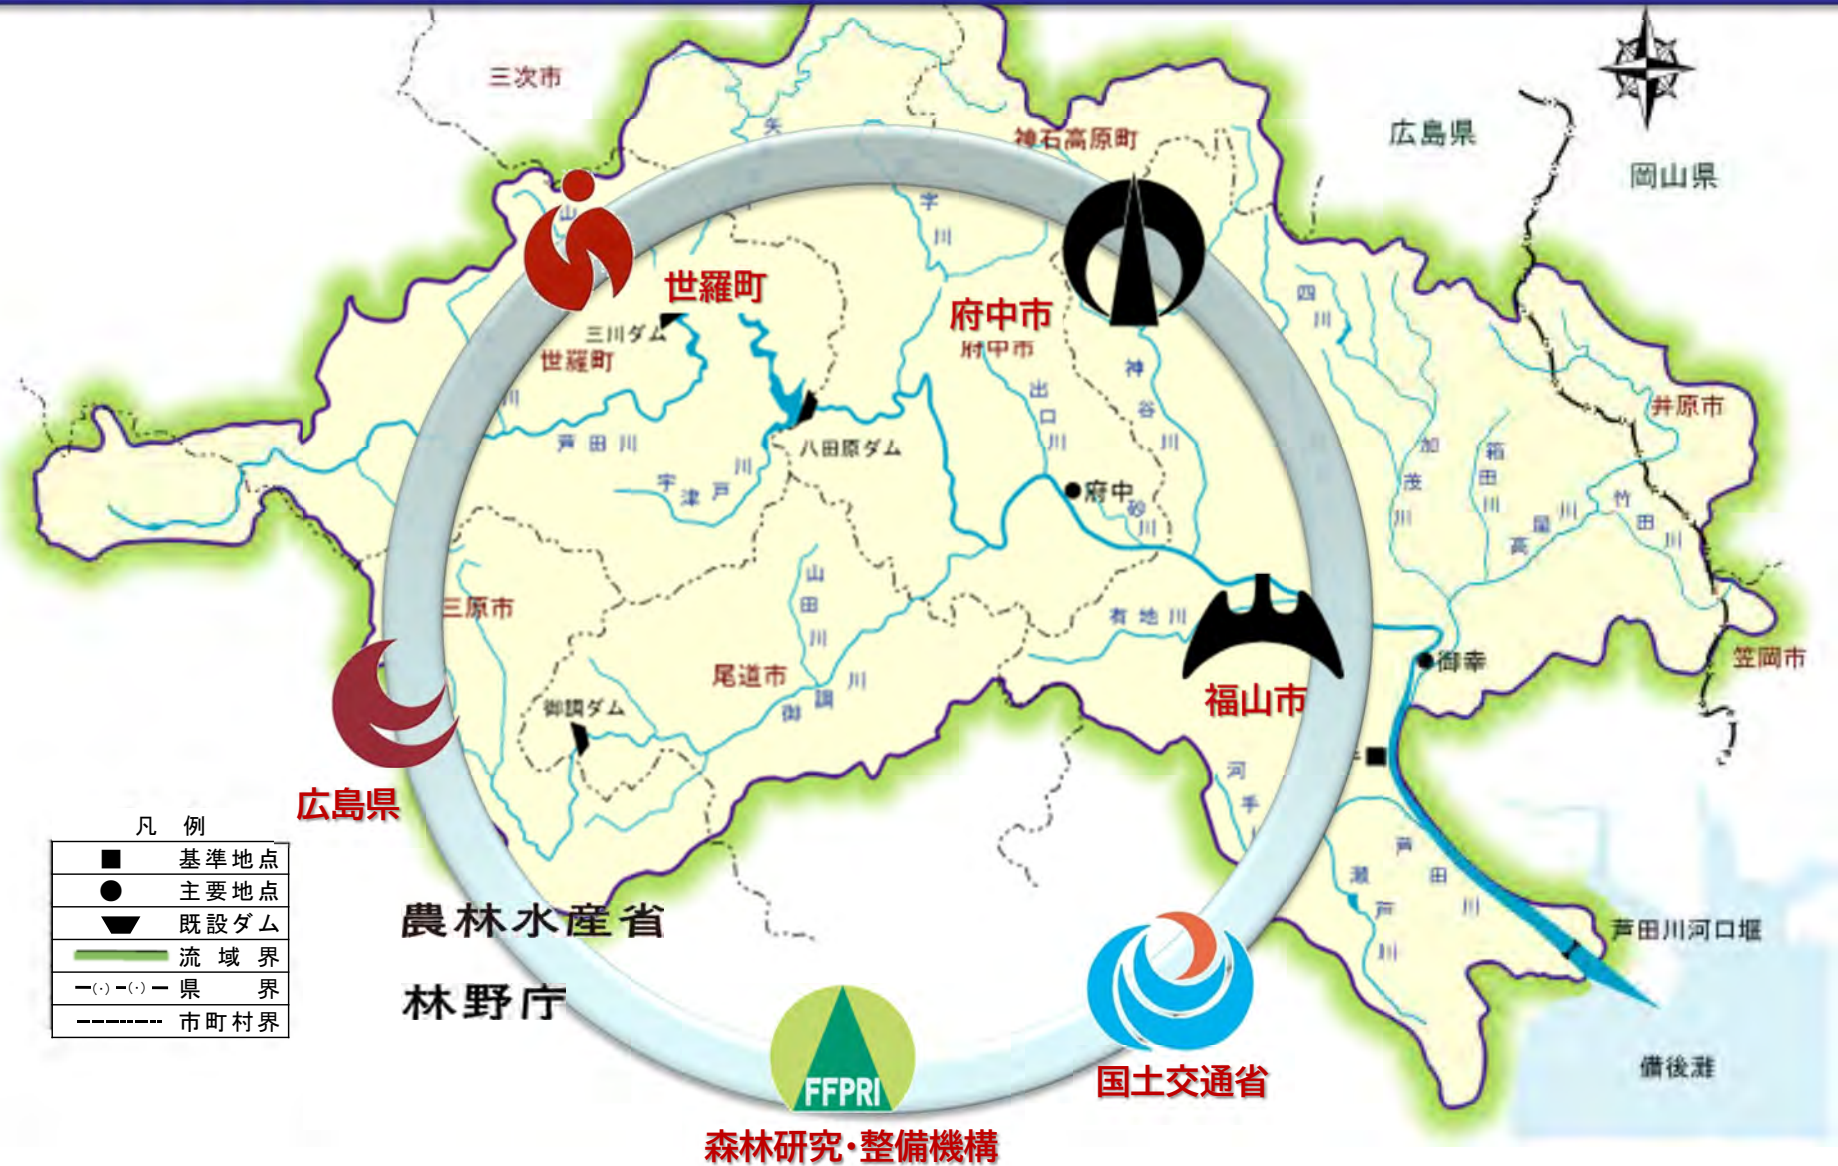 三次市
神石高原町
広島県
岡山県
矢
山
宇
川
世羅町
三川ダム
世羅町
川
府中市
府中市
四
川
神
谷
川
出
口
川
井原市
芦田川
八田原ダム
宇津戸川
府中
砂
川
加
茂
川
箱
田
川
高屋川
竹
田
川
三原市
山
田
川
有地川
御幸
笠岡市
尾道市
御調川
福山市
御調ダム
河
手
広島県
芦
田
川
瀬
戸
川
凡 例
基準地点
主要地点
既設ダム
流域界
県界
市町村界
農林水産省
林野庁
芦田川河口堰
備後灘
FFPRI
国土交通省
森林研究・整備機構